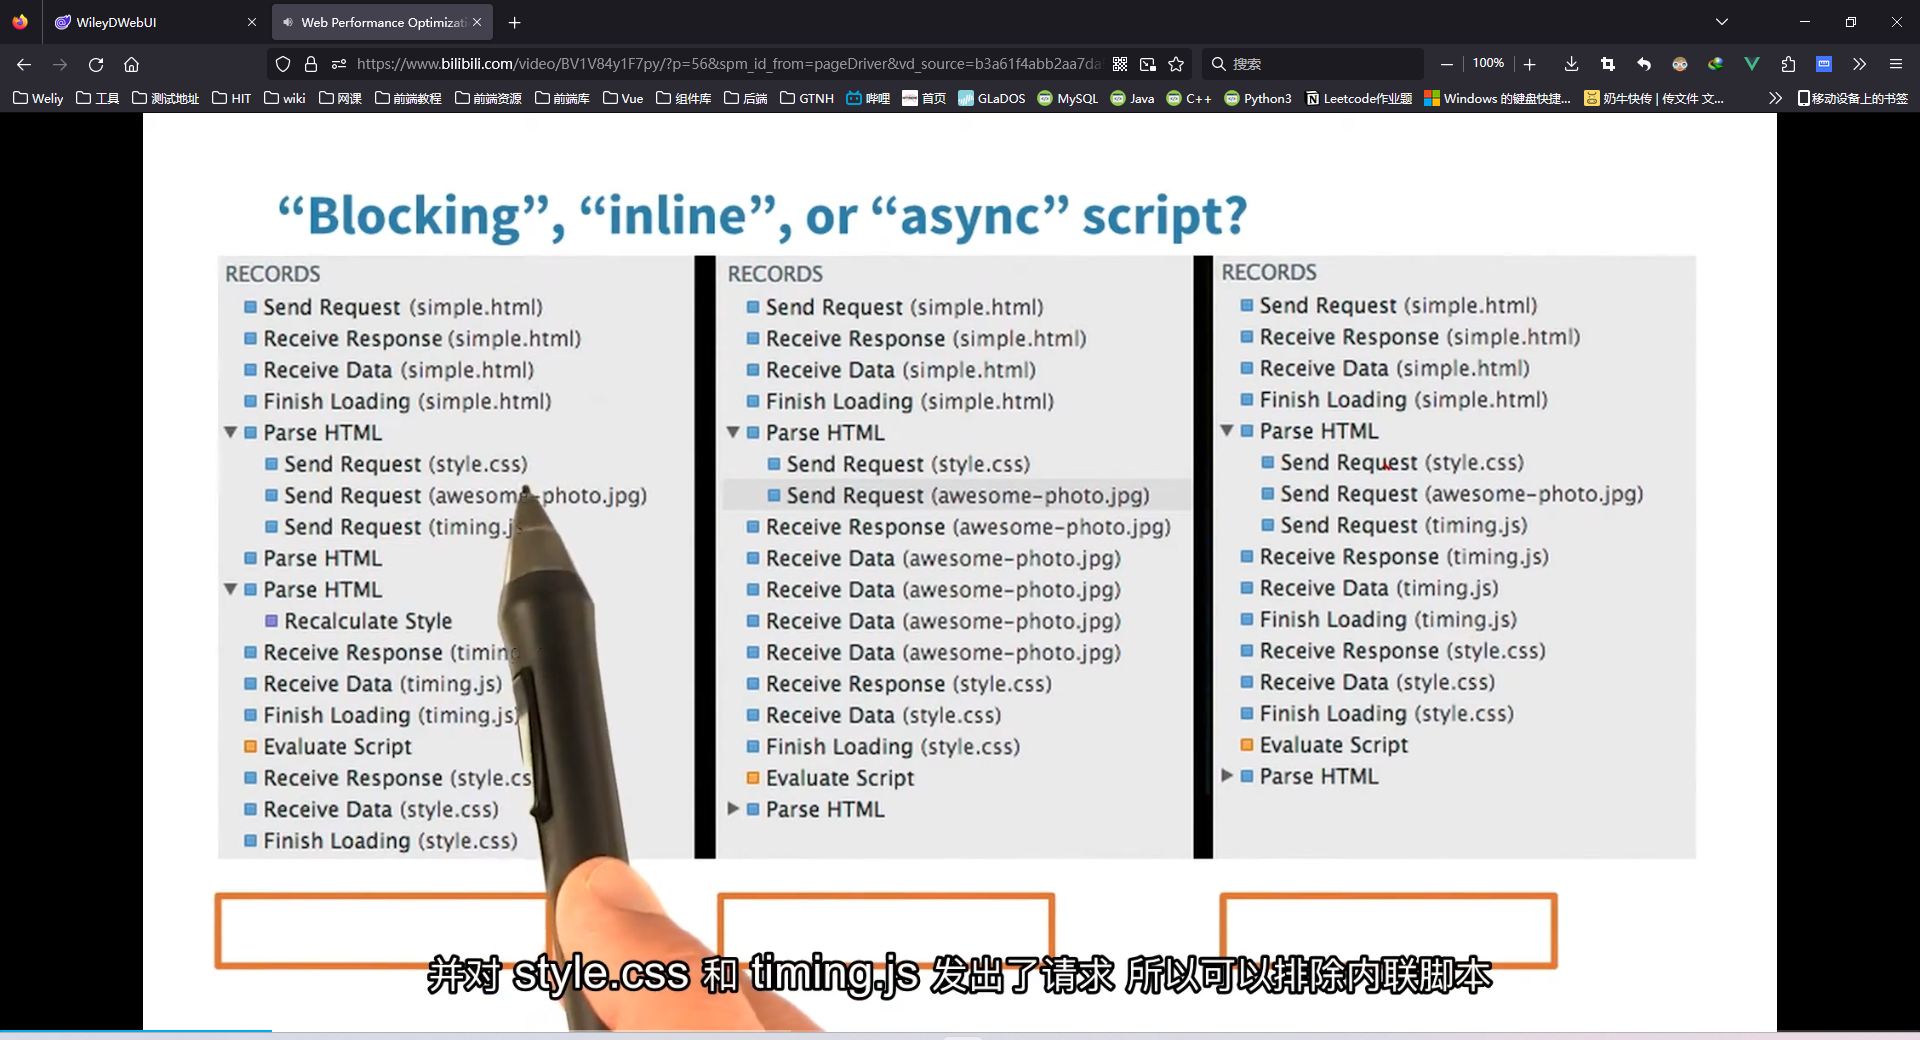 WileyDWebUI
Web Performance Optimizat
https://www.bilibili.com/video/BV1V84y1F7py/?p=56&spm_id_from=pageDriver&vd_source=b3a61f4abb2aa7da
搜索
100%
Weliy
工具
测试地址
HIT
wiki
网课
前端教程
前端资源
前端库
Vue
组件库
后端
GTNH
哔哩
首页
GLaDOS
MySQL
Java
C++
Python3
Leetcode作业题
Windows 的键盘快捷...
奶牛快传 | 传文件 文...
移动设备上的书签
“Blocking”, “inline”, or “async” script?
RECORDS
Send Request (simple.html)
Receive Response (simple.html)
Receive Data (simple.html)
Finish Loading (simple.html)
Parse HTML
Send Request (style.css)
Send Request (awesome-photo.jpg)
Send Request (timing.js
Parse HTML
Parse HTML
Recalculate Style
Receive Response (timing
Receive Data (timing.js)
Finish Loading (timing.js)
Evaluate Script
Receive Response (style.cs
Receive Data (style.css)
Finish Loading (style.css)
RECORDS
Send Request (simple.html)
Receive Response (simple.html)
Receive Data (simple.html)
Finish Loading (simple.html)
Parse HTML
Send Request (style.css)
Send Request (awesome-photo.jpg)
Receive Response (awesome-photo.jpg)
Receive Data (awesome-photo.jpg)
Receive Data (awesome-photo.jpg)
Receive Data (awesome-photo.jpg)
Receive Data (awesome-photo.jpg)
Receive Response (style.css)
Receive Data (style.css)
Finish Loading (style.css)
Evaluate Script
Parse HTML
RECORDS
Send Request (simple.html)
Receive Response (simple.html)
Receive Data (simple.html)
Finish Loading (simple.html)
Parse HTML
Send Request (style.css)
Send Request (awesome-photo.jpg)
Send Request (timing.js)
Receive Response (timing.js)
Receive Data (timing.js)
Finish Loading (timing.js)
Receive Response (style.css)
Receive Data (style.css)
Finish Loading (style.css)
Evaluate Script
Parse HTML
并对 style.css 和 timing.js 发出了请求 所以可以排除内联脚本